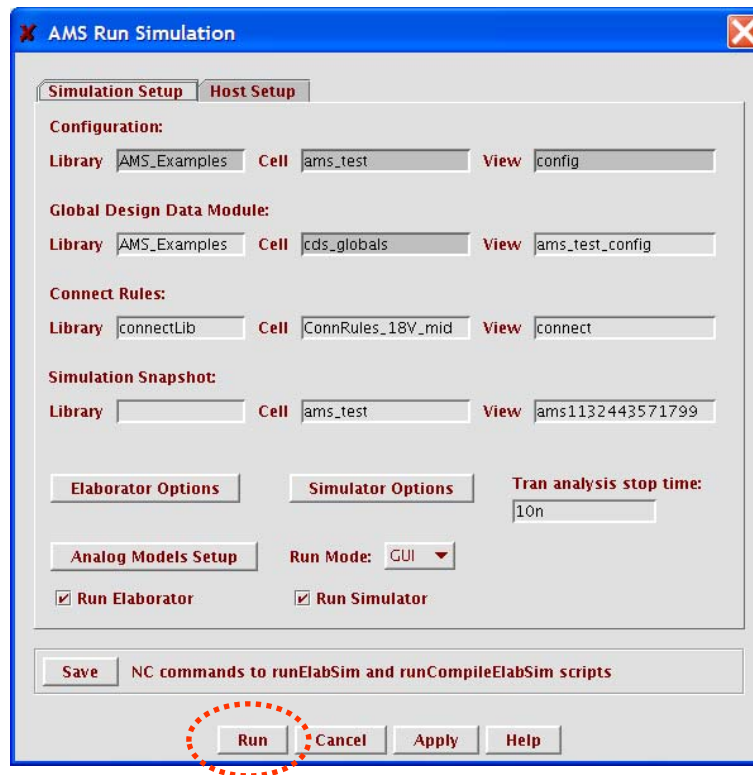 AMS Run Simulation
Simulation Setup Host Setup
Configuration:
Library AMS_Examples Cell ams_test View config
Global Design Data Module:
Library AMS_Examples Cell cds_globals View ams_test_config
Connect Rules:
Library connectLib Cell ConnRules_18V_mid View connect
Simulation Snapshot:
Library Cell ams_test View ams1132443571799
Elaborator Options Simulator Options Tran analysis stop time:
10n
Analog Models Setup Run Mode: GUI
Run Elaborator Run Simulator
Save NC commands to runElabSim and runCompileElabSim scripts
Run Cancel Apply Help